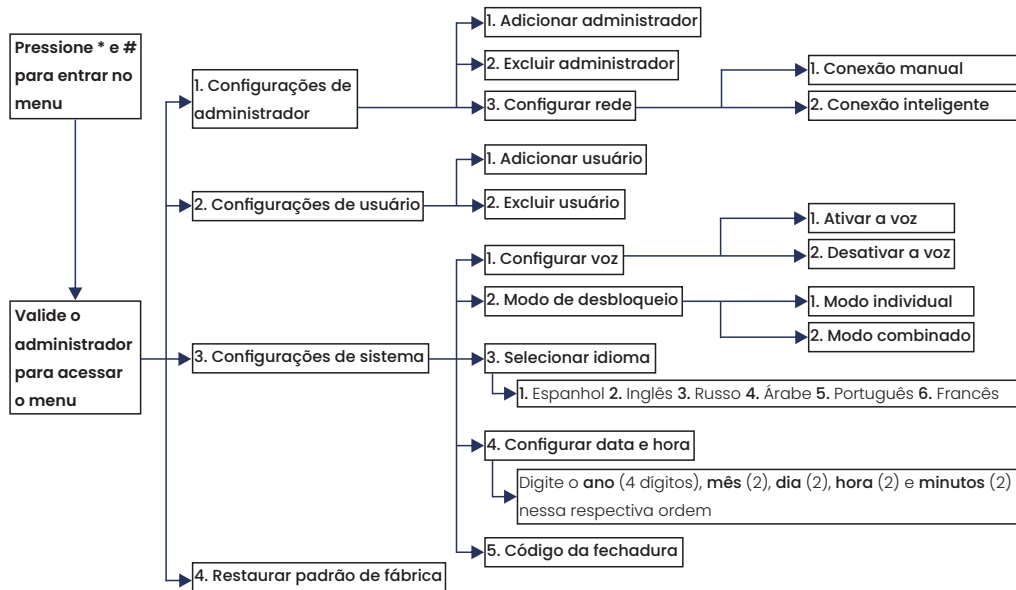 Pressione * e #
para entrar no
menu
Valide o
administrador
para acessar
o menu
1. Configurações de
administrador
1. Adicionar administrador
2. Excluir administrador
3. Configurar rede
1. Conexão manual
2. Conexão inteligente
2. Configurações de usuário
1. Adicionar usuário
2. Excluir usuário
3. Configurações de sistema
1. Configurar voz
1. Ativar a voz
2. Desativar a voz
2. Modo de desbloqueio
1. Modo individual
2. Modo combinado
3. Selecionar idioma
1. Espanhol 2. Inglês 3. Russo 4. Árabe 5. Português 6. Francês
4. Configurar data e hora
Digite o ano (4 dígitos), mês (2), dia (2), hora (2) e minutos (2)
nessa respectiva ordem
5. Código da fechadura
4. Restaurar padrão de fábrica